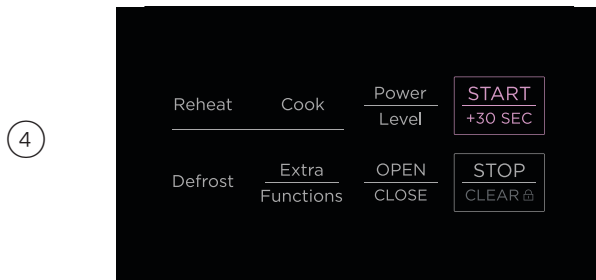 4
Reheat
Cook
Power
Level
START
+30 SEC
Defrost
Extra
Functions
OPEN
CLOSE
STOP
CLEAR